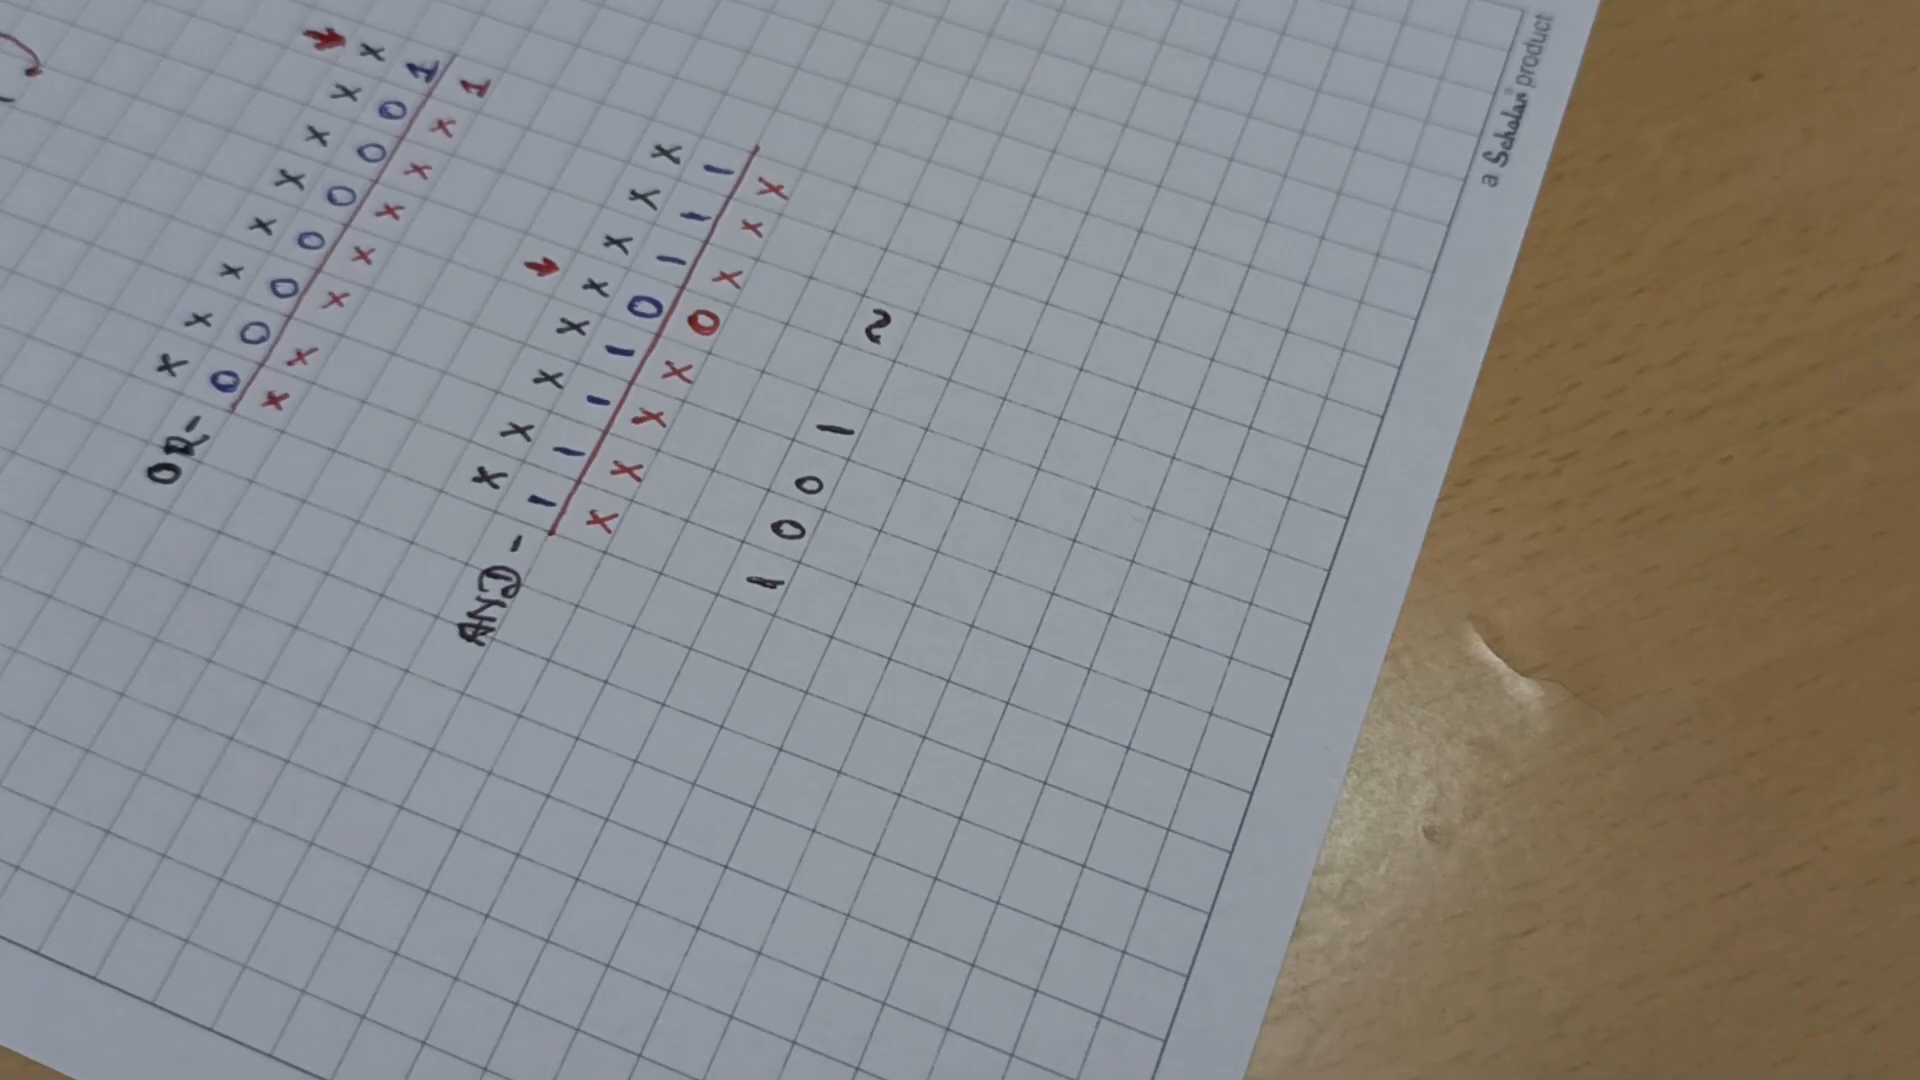 OR - x x x x x x x x
0 0 0 0 0 0 0 1
x x x x x x x 1
AND - x x x x x x x x
1 1 1 1 0 1 1 1
x x x x 0 x x x
1 0 0 1 2
a Scholar product